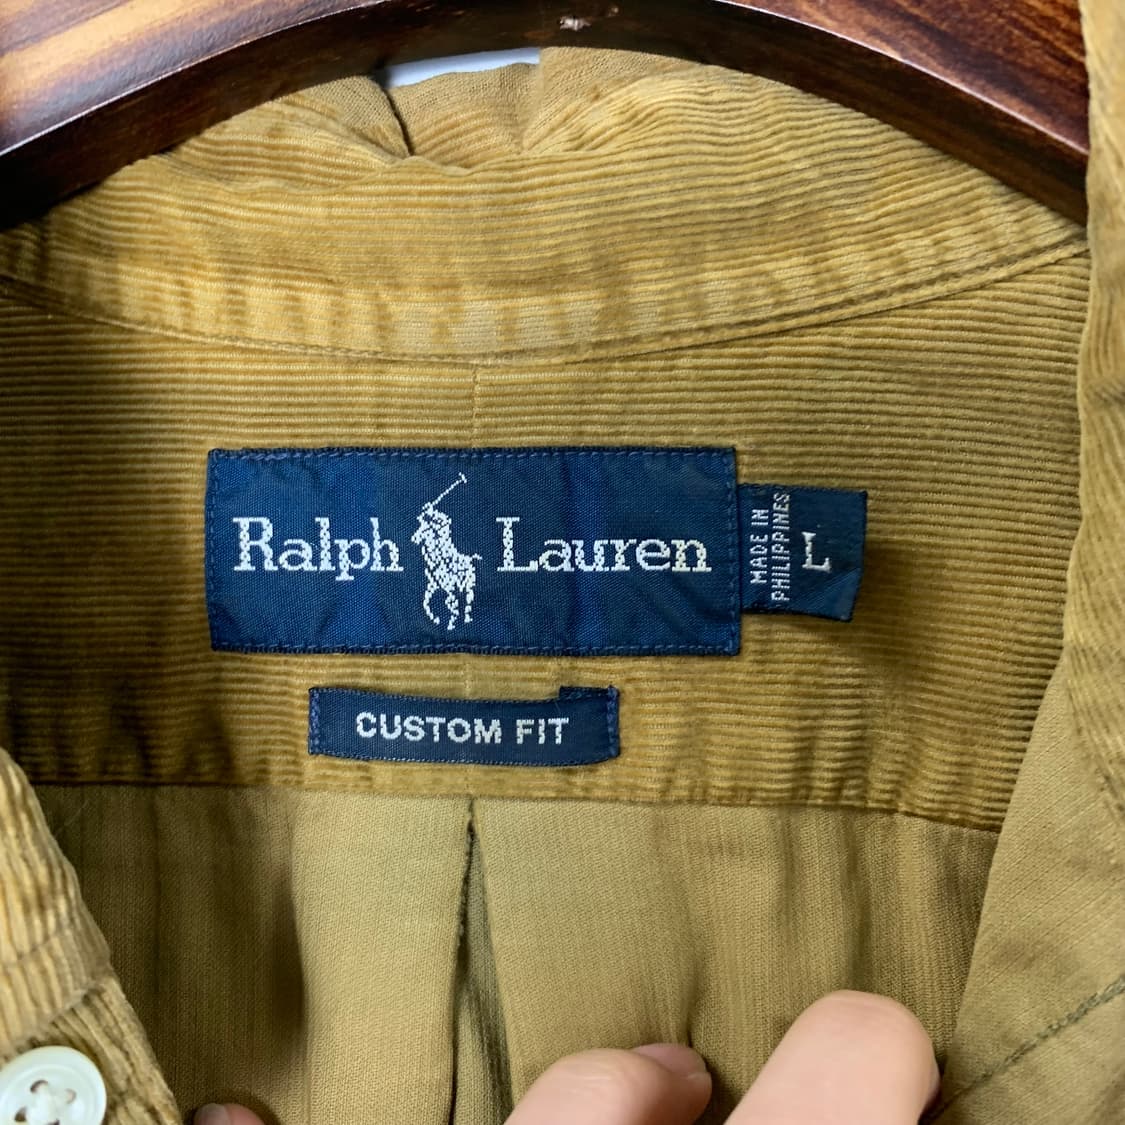 Ralph Lauren
MADE IN
PHILIPPINES
L
CUSTOM FIT